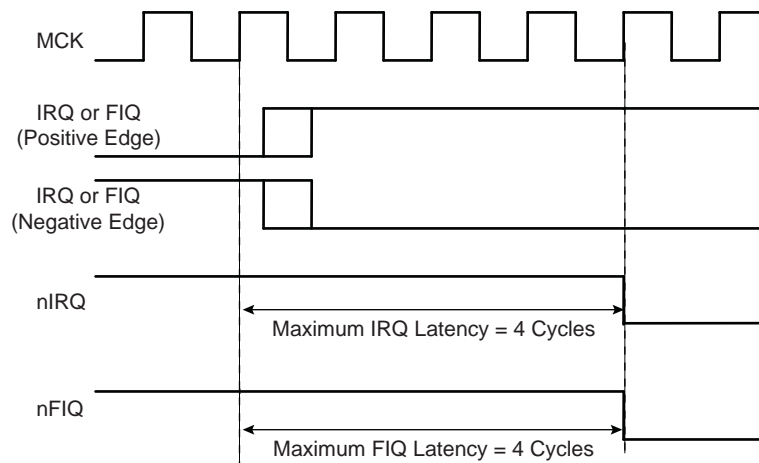 MCK
IRQ or FIQ
(Positive Edge)
IRQ or FIQ
(Negative Edge)
nIRQ
Maximum IRQ Latency = 4 Cycles
nFIQ
Maximum FIQ Latency = 4 Cycles